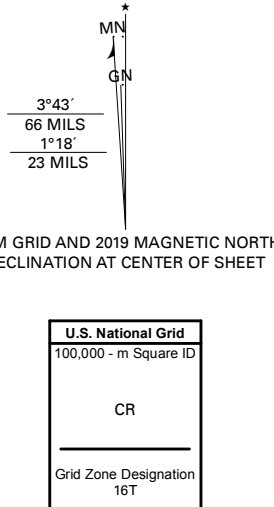 ★
MN
GN
3°43´
66 MILS
1°18´
23 MILS
M GRID AND 2019 MAGNETIC NORTH
ECLINATION AT CENTER OF SHEET
U.S. National Grid
100,000 - m Square ID
CR
Grid Zone Designation
16T